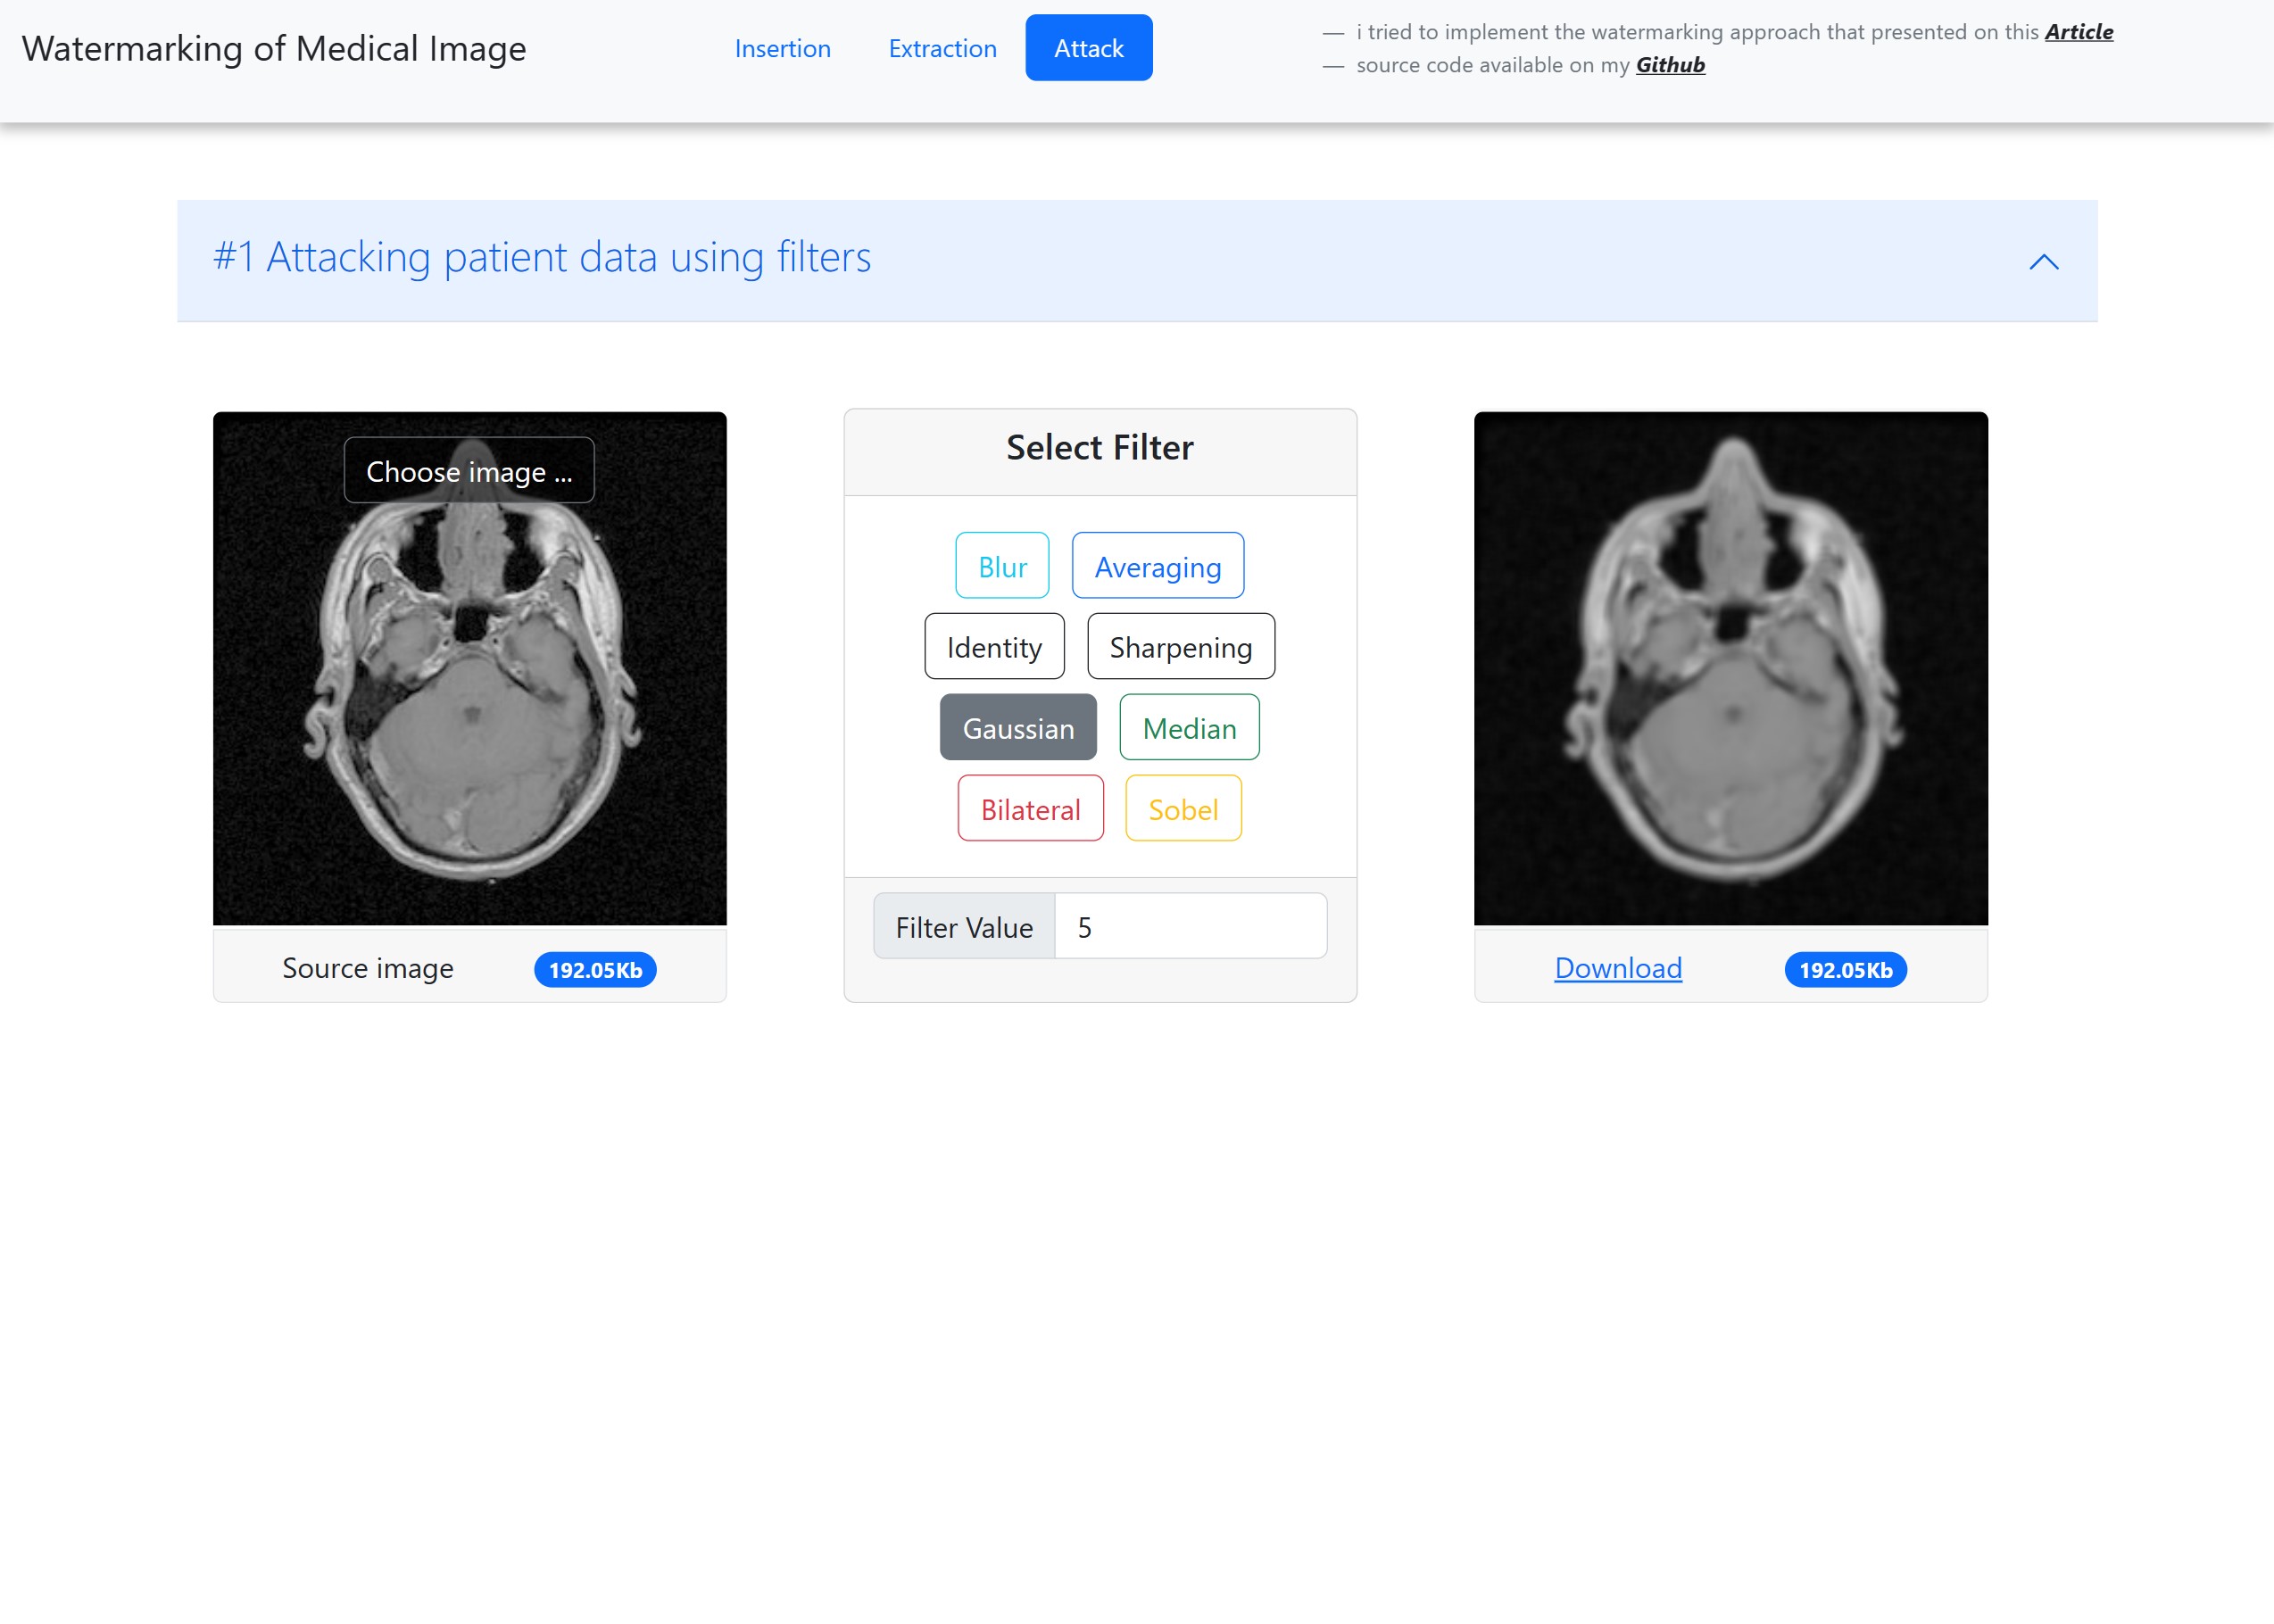 Watermarking of Medical Image
Insertion
Extraction
Attack
— i tried to implement the watermarking approach that presented on this Article
— source code available on my Github
#1 Attacking patient data using filters
Choose image ...
Source image
192.05Kb
Select Filter
Blur
Averaging
Identity
Sharpening
Gaussian
Median
Bilateral
Sobel
Filter Value
5
Download
192.05Kb